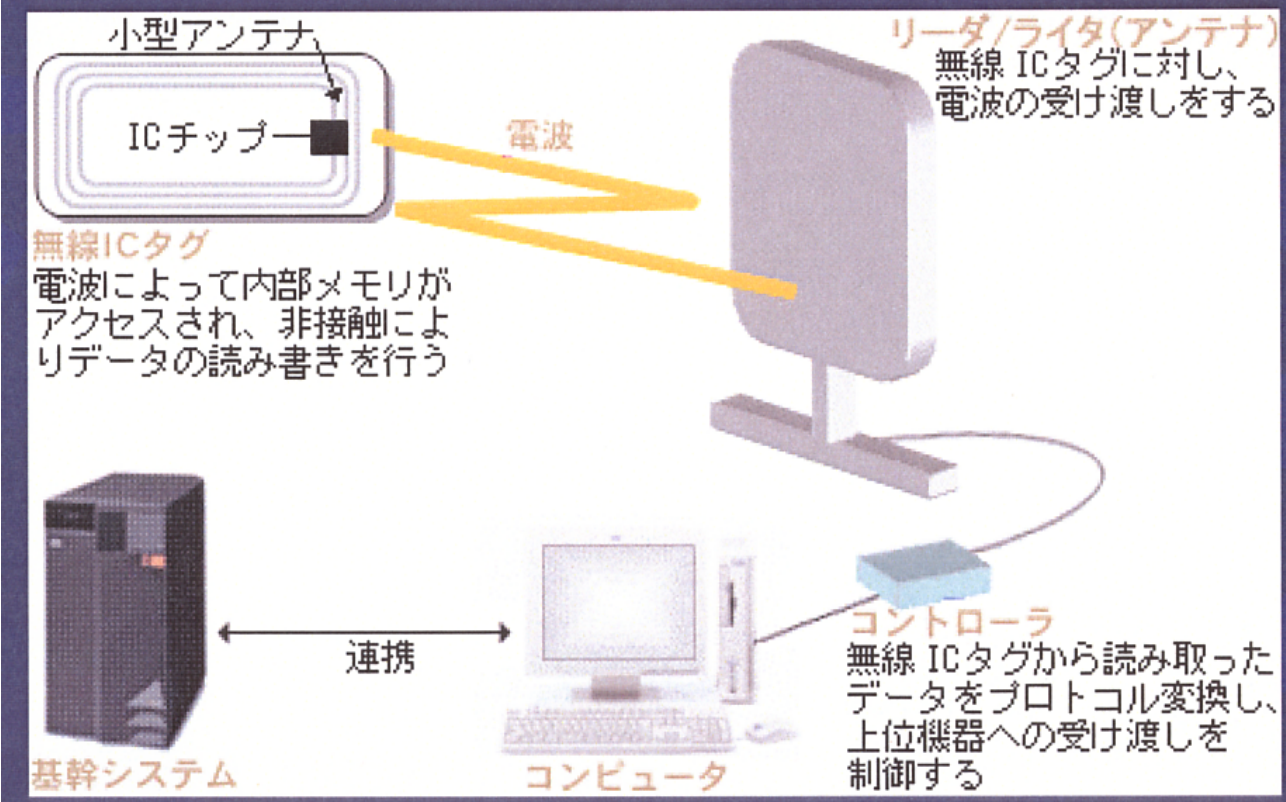 小型アンテナ
ICチップ
無線ICタグ
電波によって内部メモリが
アクセスされ、非接触によ
りデータの読み書きを行う
電波
リーダ/ライタ(アンテナ)
無線ICタグに対し、
電波の受け渡しをする
コントローラ
無線ICタグから読み取った
データをプロトコル変換し、
上位機器への受け渡しを
制御する
連携
基幹システム
コンピュータ